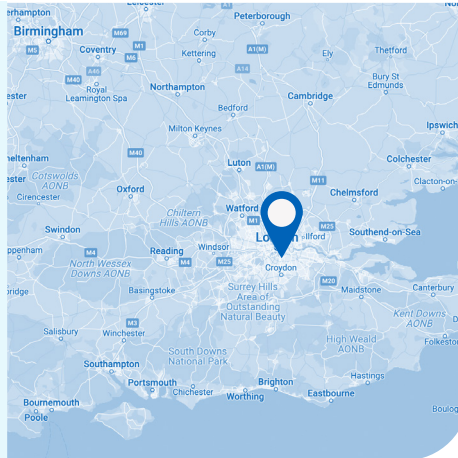 erhampton
Birmingham
M5
Coventry
M69
M1
M6
Corby
Kettering
Peterborough
A1(M)
A14
Ely
Thetford
M40
A46
Royal
Leamington Spa
Northampton
Cambridge
Bury St
Edmunds
Bedford
Milton Keynes
Ipswich
M40
Luton
A1(M)
M11
Colchester
heltenham
Cotswolds
AONB
Cirencester
Oxford
Chelmsford
Clacton-on
Chiltern
Hills AONB
Watford
M1
Swindon
Ilford
M25
Southend-on-Sea
ppenham
M4
Reading
Windsor
M4
M25
North Wessex
Downs AONB
Croydon
M20
Maidstone
Canterbury
Basingstoke
Surrey Hills
Area of
Outstanding
Natural Beauty
Kent Downs
AONB
M3
Salisbury
Winchester
High Weald
AONB
Folkeston
South Downs
National Park
Southampton
Hastings
Portsmouth
Chichester
Brighton
Worthing
Eastbourne
Bournemouth
Poole
Boulog